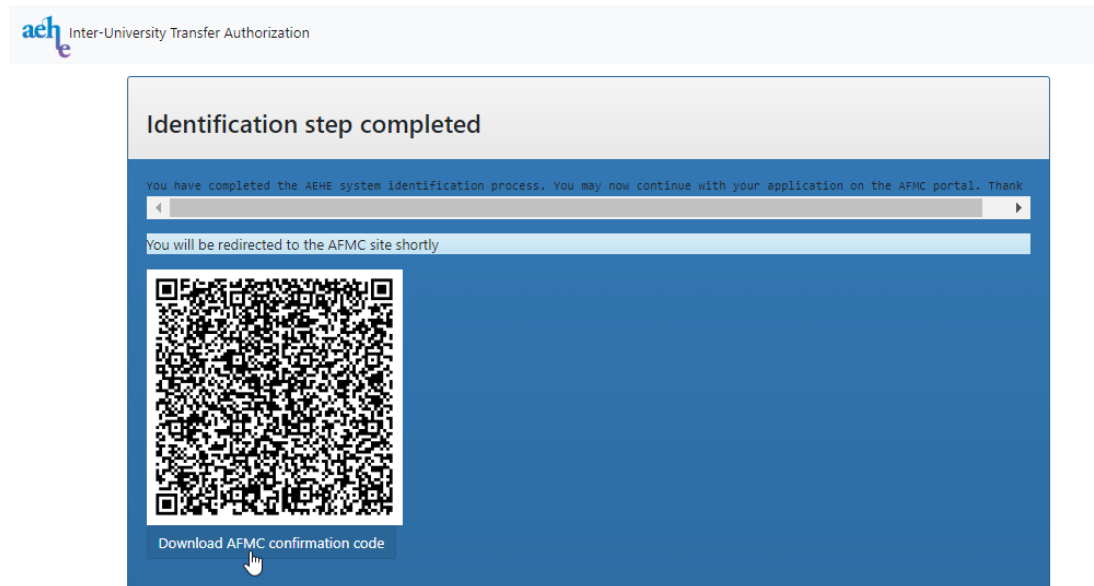 aehe Inter-University Transfer Authorization
Identification step completed
You have completed the AEHE system identification process. You may now continue with your application on the AFMC portal. Thank
You will be redirected to the AFMC site shortly
Download AFMC confirmation code